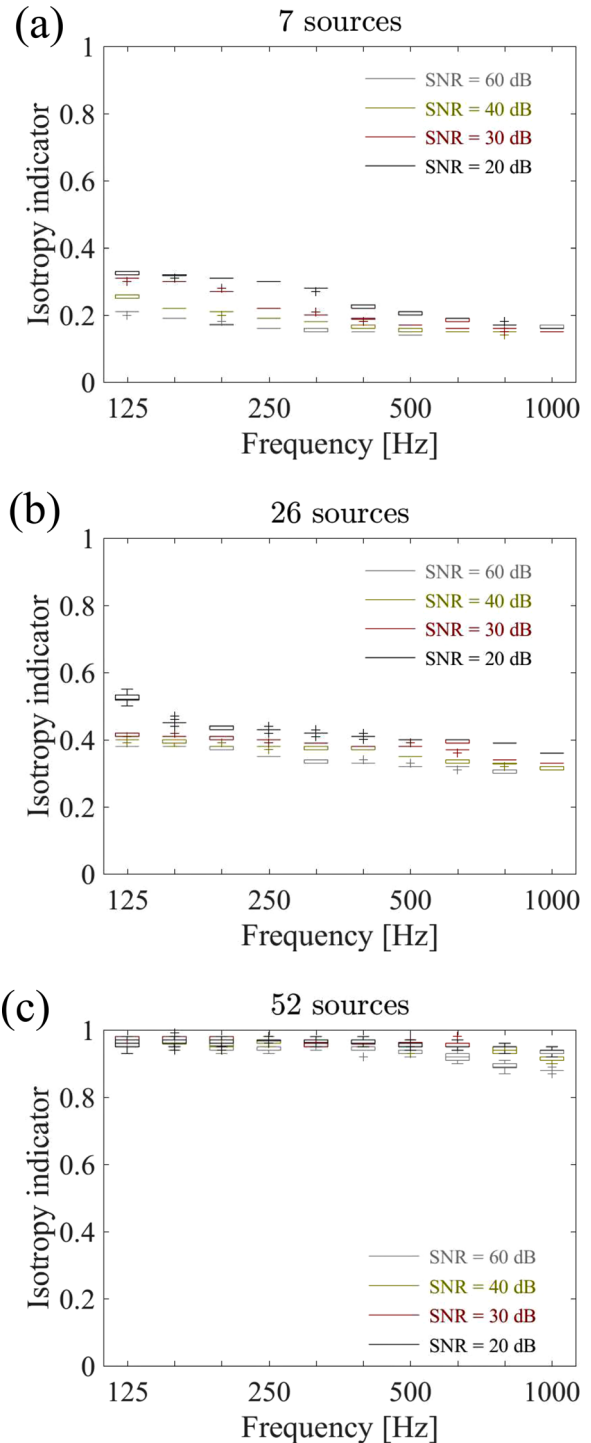 (a)
7 sources
1
0.8
0.6
0.4
0.2
0
Isotropy indicator
SNR = 60 dB
SNR = 40 dB
SNR = 30 dB
SNR = 20 dB
125 250 500 1000
Frequency [Hz]
(b)
26 sources
1
0.8
0.6
0.4
0.2
0
Isotropy indicator
SNR = 60 dB
SNR = 40 dB
SNR = 30 dB
SNR = 20 dB
125 250 500 1000
Frequency [Hz]
(c)
52 sources
1
0.8
0.6
0.4
0.2
0
Isotropy indicator
SNR = 60 dB
SNR = 40 dB
SNR = 30 dB
SNR = 20 dB
125 250 500 1000
Frequency [Hz]